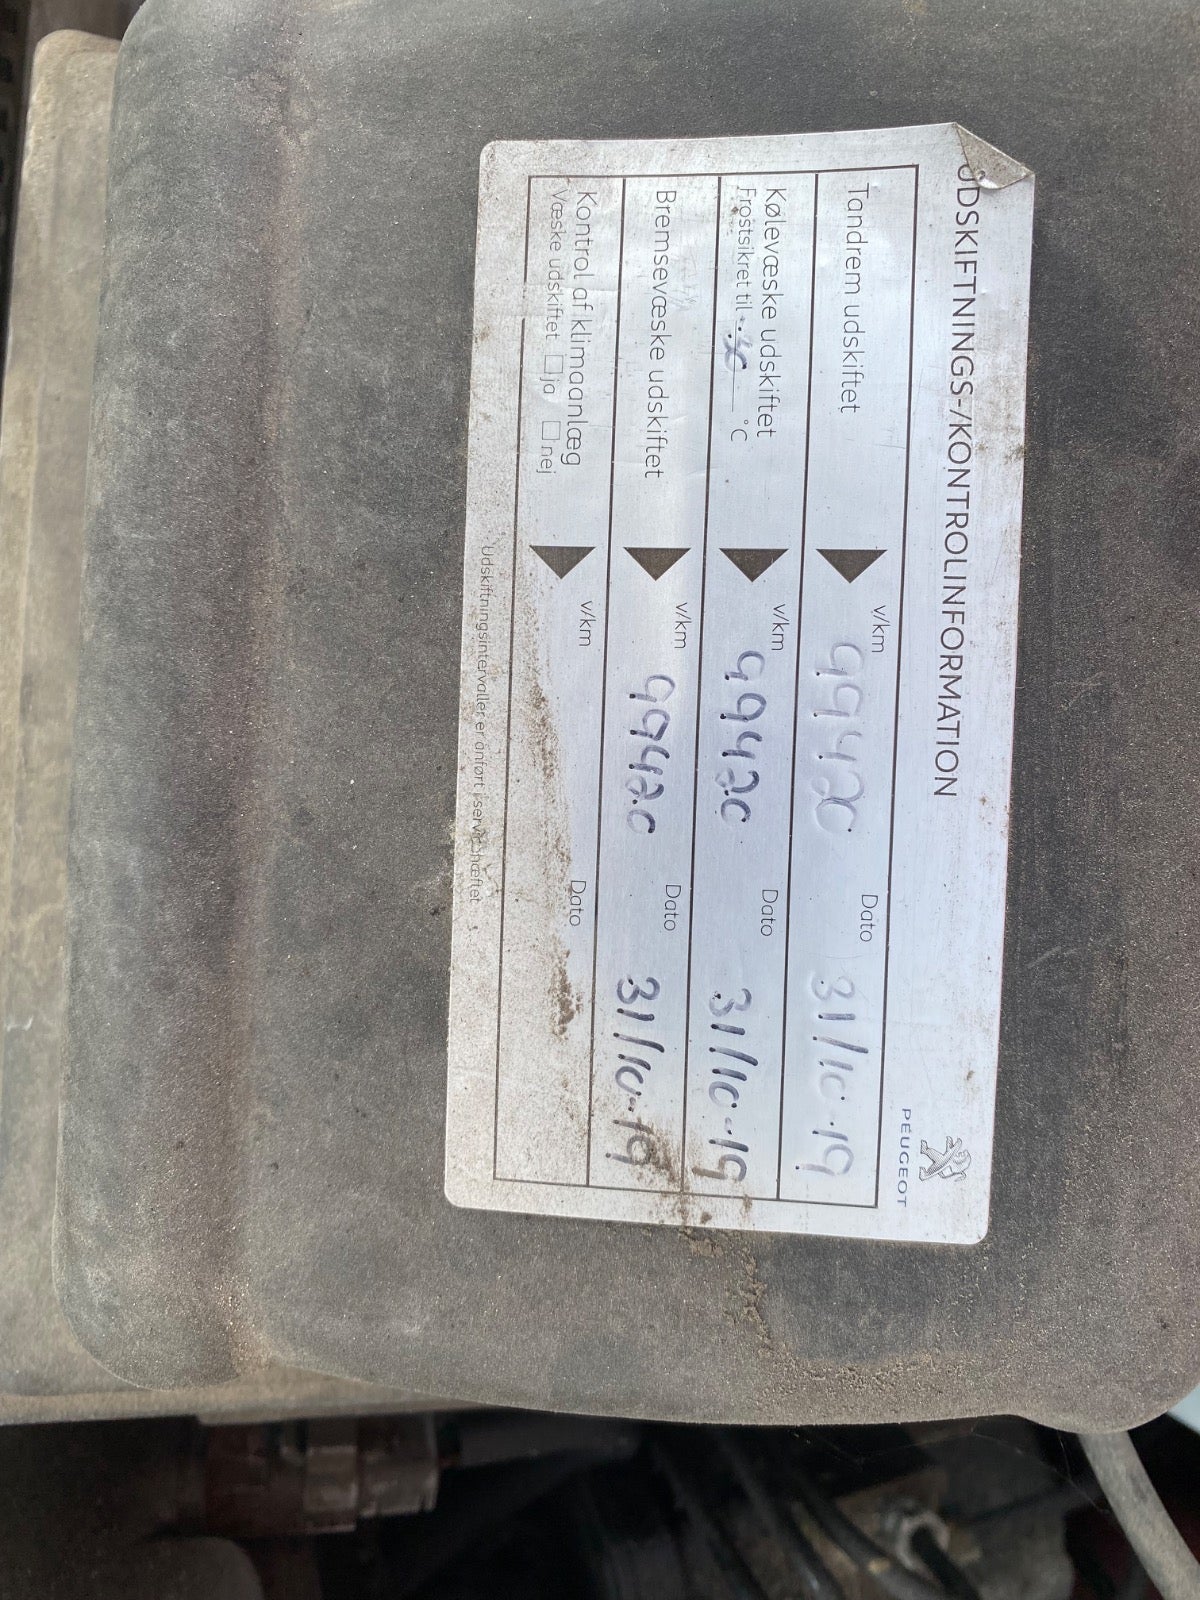 UDSKIFTNINGS-/KONTROLINFORMATION
PEUGEOT
Tandrem udskiftet v/km 99420 Dato 31/10-19
Kølevæske udskiftet v/km 99420 Dato 31/10-19
Frostsikret til -30 °C
Bremsevæske udskiftet v/km 99420 Dato 31/10-19
Kontrol af klimaanlæg v/km Dato
Væske udskiftet ☐ ja ☐ nej
Udskiftningsintervaller er anført i servicehæftet